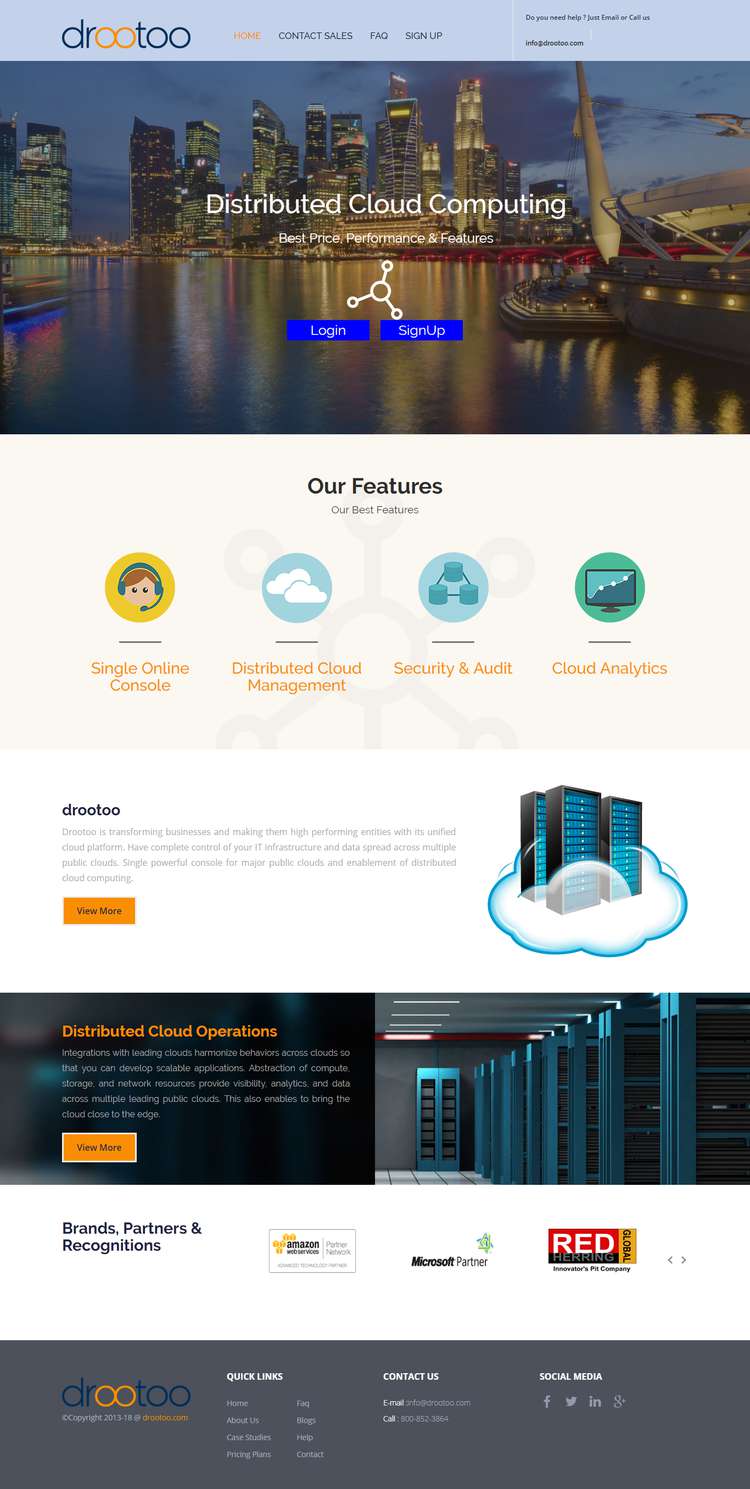 drootoo
HOME CONTACT SALES FAQ SIGN UP
Do you need help ? Just Email or Call us
info@drootoo.com
Distributed Cloud Computing
Best Price, Performance & Features
Login SignUp
Our Features
Our Best Features
Single Online
Console
Distributed Cloud
Management
Security & Audit
Cloud Analytics
drootoo
Drootoo is transforming businesses and making them high performing entities with its unified
cloud platform. Have complete control of your IT infrastructure and data spread across multiple
public clouds. Single powerful console for major public clouds and enablement of distributed
cloud computing.
View More
Distributed Cloud Operations
Integrations with leading clouds harmonize behaviors across clouds so
that you can develop scalable applications. Abstraction of compute,
storage, and network resources provide visibility, analytics, and data
across multiple leading public clouds. This also enables to bring the
cloud close to the edge.
View More
Brands, Partners &
Recognitions
amazon
web services
Partner
Network
ADVANCED TECHNOLOGY PARTNER
Microsoft Partner
RED
HERRING
GLOBAL
Innovator's Pit Company
drootoo
©Copyright 2013-18 @ drootoo.com
QUICK LINKS
Home Faq
About Us Blogs
Case Studies Help
Pricing Plans Contact
CONTACT US
E-mail :info@drootoo.com
Call : 800-852-3864
SOCIAL MEDIA